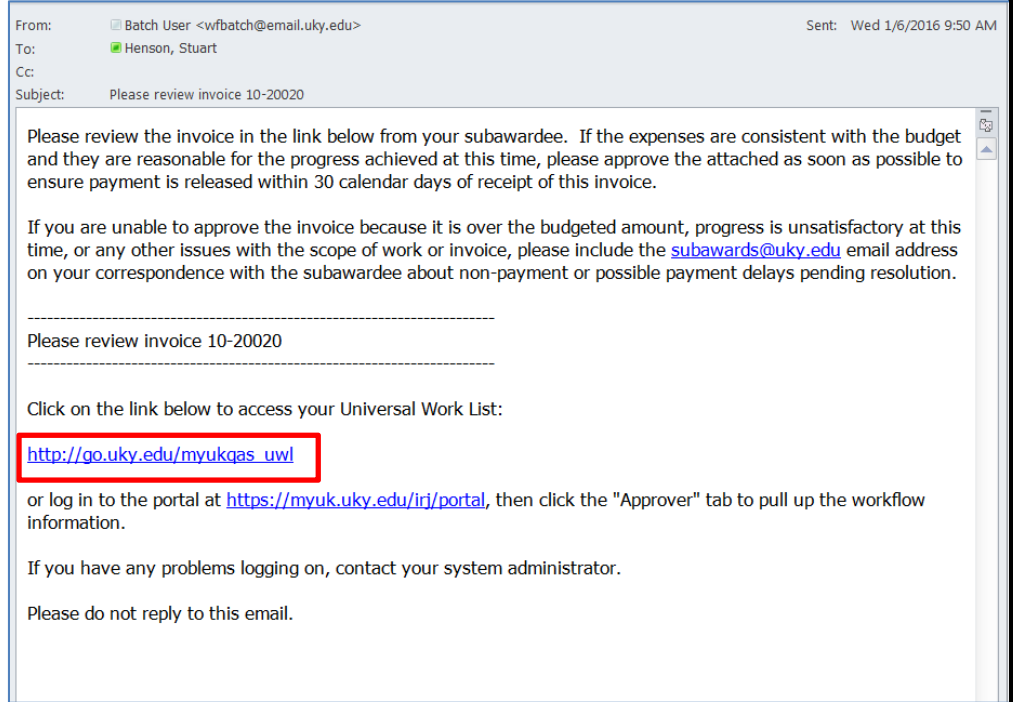 From: Batch User <wfbatch@email.uky.edu> Sent: Wed 1/6/2016 9:50 AM
To: Henson, Stuart
Cc:
Subject: Please review invoice 10-20020
Please review the invoice in the link below from your subawardee.  If the expenses are consistent with the budget
and they are reasonable for the progress achieved at this time, please approve the attached as soon as possible to
ensure payment is released within 30 calendar days of receipt of this invoice.
If you are unable to approve the invoice because it is over the budgeted amount, progress is unsatisfactory at this
time, or any other issues with the scope of work or invoice, please include the subawards@uky.edu email address
on your correspondence with the subawardee about non-payment or possible payment delays pending resolution.
------------------------------------------------------------------------
Please review invoice 10-20020
------------------------------------------------------------------------
Click on the link below to access your Universal Work List:
http://go.uky.edu/myukqas_uwl
or log in to the portal at https://myuk.uky.edu/irj/portal, then click the "Approver" tab to pull up the workflow
information.
If you have any problems logging on, contact your system administrator.
Please do not reply to this email.